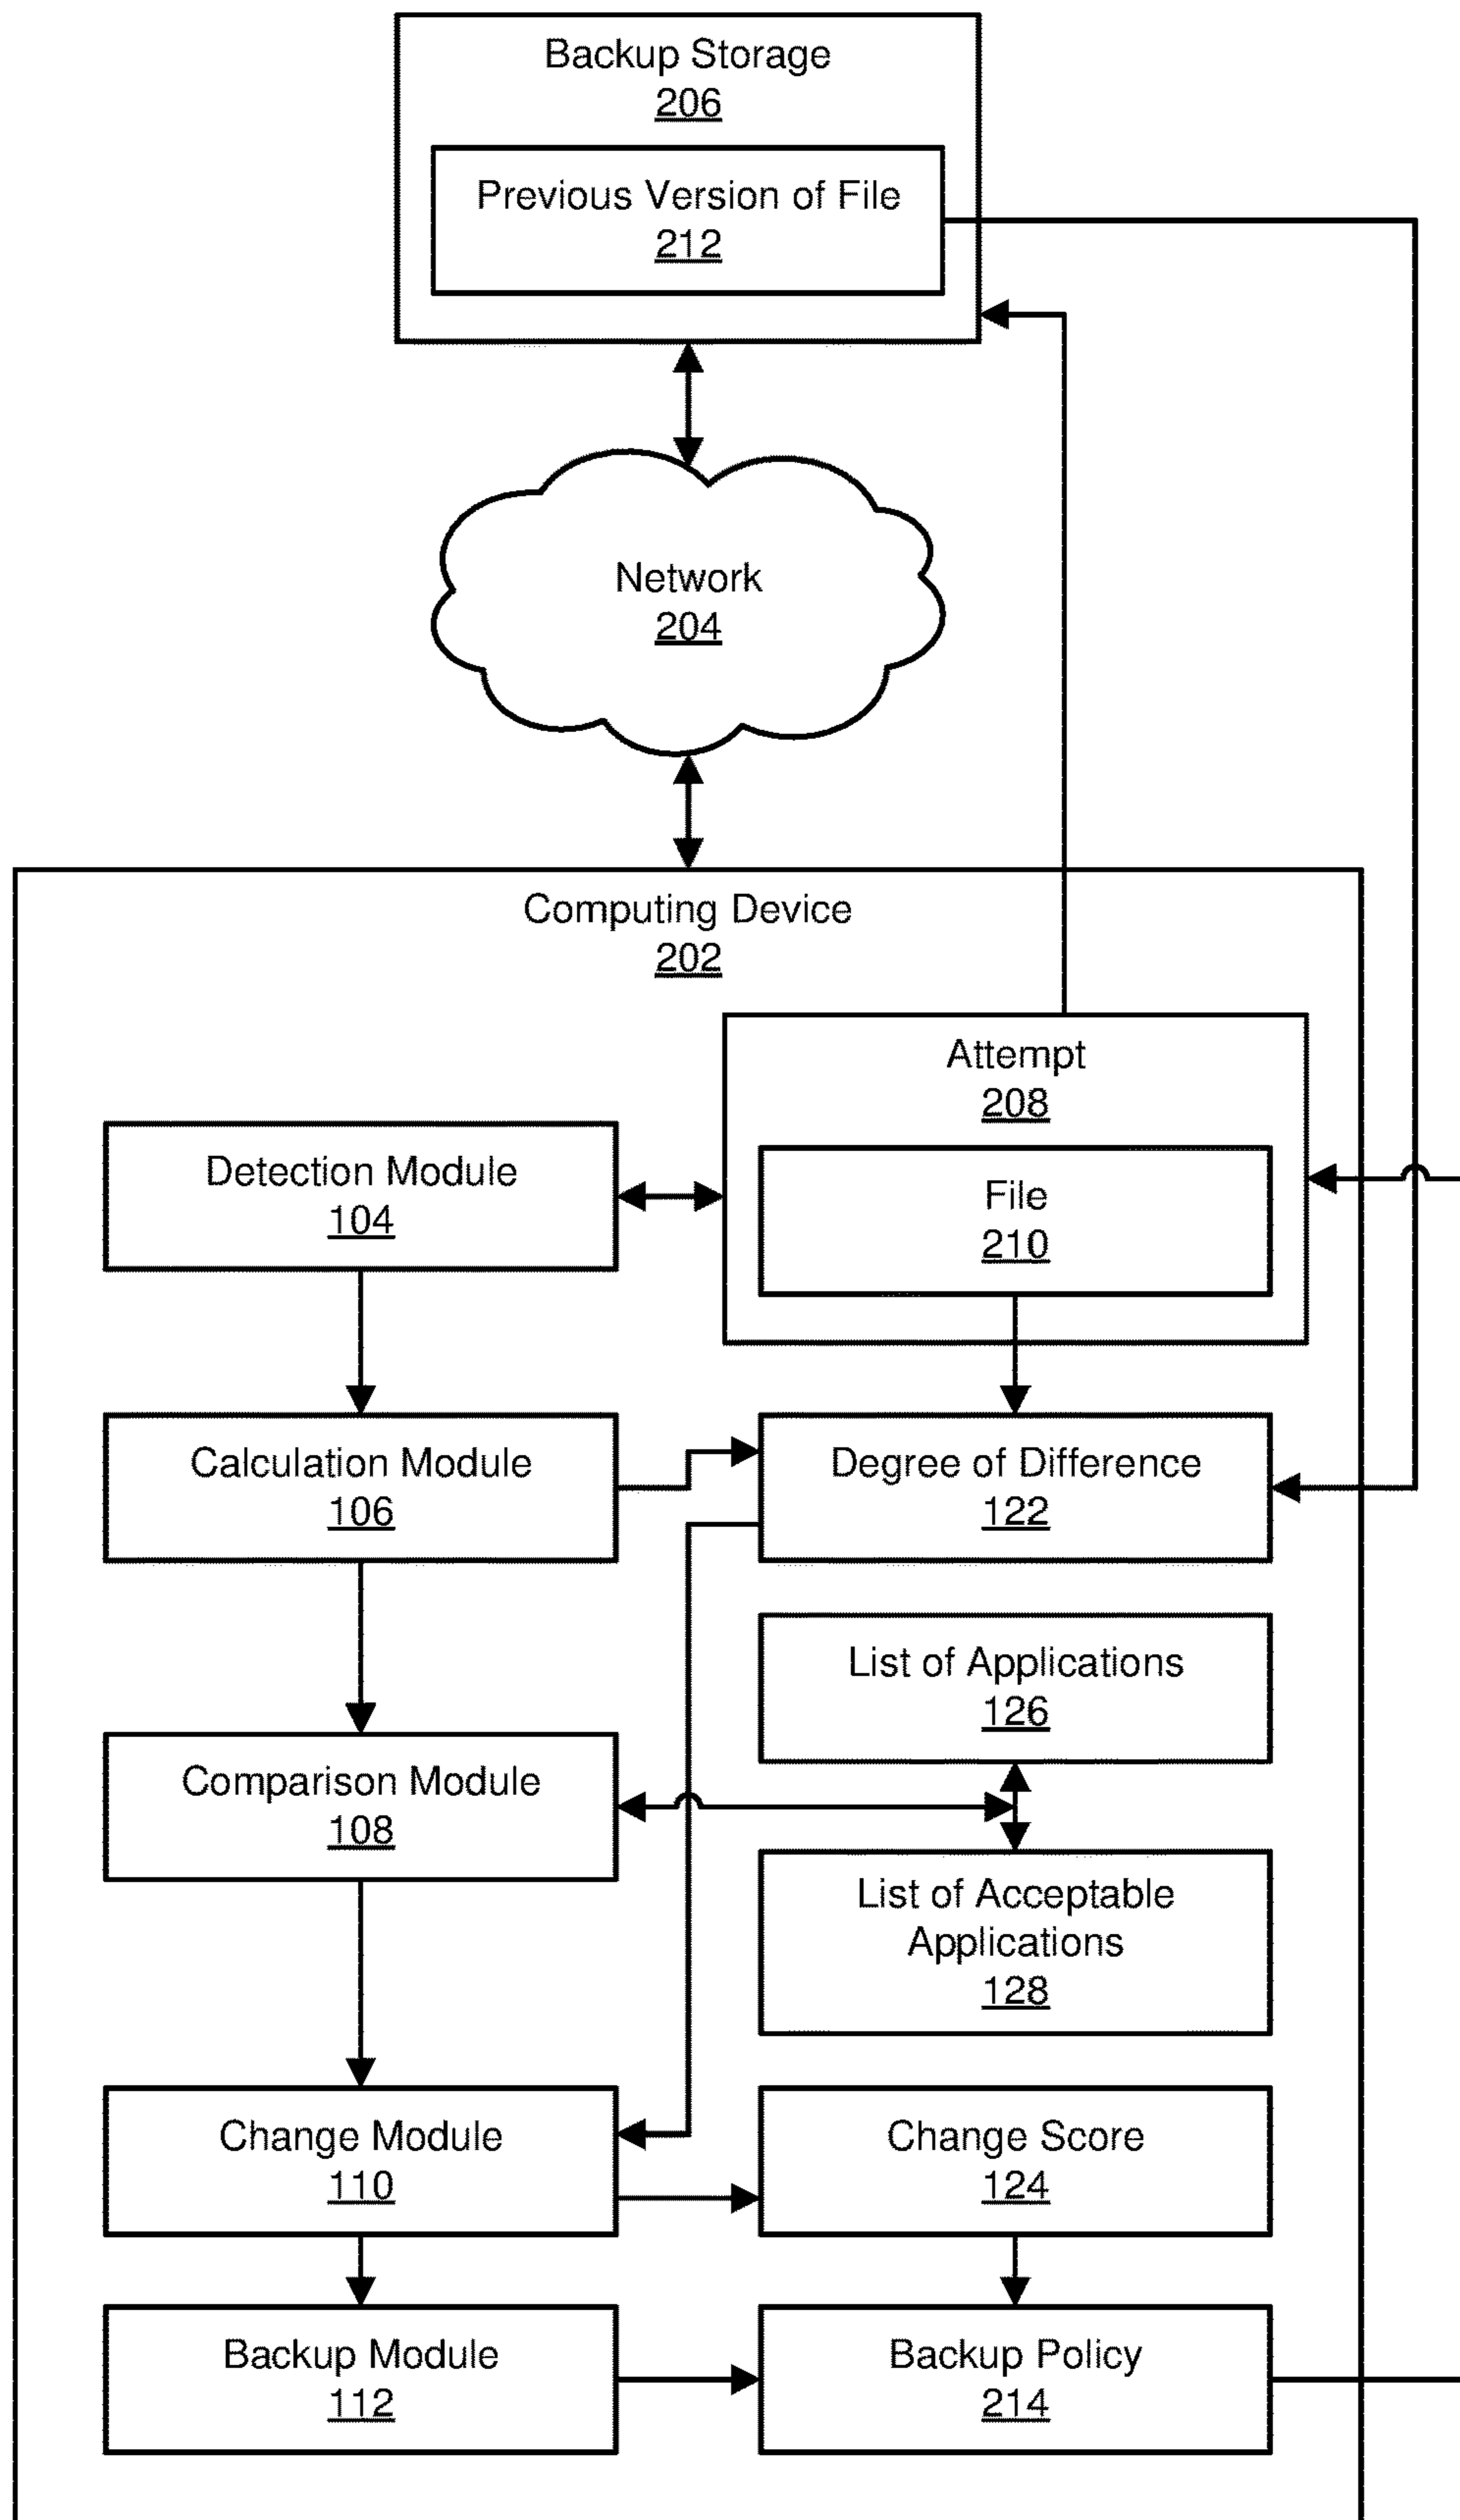 Backup Storage
206
Previous Version of File
212
Network
204
Computing Device
202
Attempt
208
Detection Module
104
File
210
Calculation Module
106
Degree of Difference
122
List of Applications
126
Comparison Module
108
List of Acceptable
Applications
128
Change Module
110
Change Score
124
Backup Module
112
Backup Policy
214